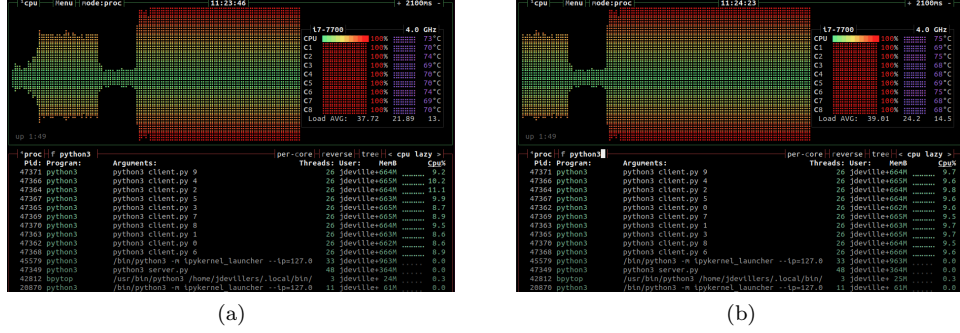 ¹cpu Menu mode:proc 11:23:46 + 2100ms -
i7-7700 4.0 GHz
CPU 100% 73°C
C1 100% 70°C
C2 100% 74°C
C3 100% 69°C
C4 100% 70°C
C5 100% 70°C
C6 100% 74°C
C7 100% 69°C
C8 100% 70°C
Load AVG: 37.72 21.89 13.
up 1:49
⁴proc f python3 per-core reverse tree < cpu lazy >
Pid: Program: Arguments: Threads: User: MemB Cpu%
47371 python3 python3 client.py 9 26 jdeville+664M 9.2
47366 python3 python3 client.py 4 26 jdeville+665M 10.2
47364 python3 python3 client.py 2 26 jdeville+664M 11.1
47367 python3 python3 client.py 5 26 jdeville+663M 9.9
47365 python3 python3 client.py 3 26 jdeville+665M 8.7
47369 python3 python3 client.py 7 26 jdeville+665M 8.9
47370 python3 python3 client.py 8 26 jdeville+664M 9.5
47363 python3 python3 client.py 1 26 jdeville+663M 8.6
47362 python3 python3 client.py 0 26 jdeville+662M 8.6
47368 python3 python3 client.py 6 26 jdeville+666M 8.9
45579 python3 /bin/python3 -m ipykernel_launcher --ip=127.0 33 jdeville+963M 0.0
47349 python3 python3 server.py 48 jdeville+364M 0.0
42812 bpytop /usr/bin/python3 /home/jdevillers/.local/bin/ 3 jdeville+ 24M 0.3
20870 python3 /bin/python3 -m ipykernel_launcher --ip=127.0 11 jdeville+ 61M 0.0
(a)
¹cpu Menu mode:proc 11:24:23 + 2100ms -
i7-7700 4.0 GHz
CPU 100% 75°C
C1 100% 69°C
C2 100% 75°C
C3 100% 68°C
C4 100% 68°C
C5 100% 69°C
C6 100% 75°C
C7 100% 68°C
C8 100% 68°C
Load AVG: 39.01 24.2 14.5
up 1:49
⁴proc f python3 per-core reverse tree < cpu lazy >
Pid: Program: Arguments: Threads: User: MemB Cpu%
47371 python3 python3 client.py 9 26 jdeville+664M 9.7
47366 python3 python3 client.py 4 26 jdeville+665M 9.6
47364 python3 python3 client.py 2 26 jdeville+664M 9.8
47367 python3 python3 client.py 5 26 jdeville+665M 9.4
47362 python3 python3 client.py 0 26 jdeville+662M 9.6
47369 python3 python3 client.py 7 26 jdeville+665M 9.5
47363 python3 python3 client.py 1 26 jdeville+664M 9.5
47365 python3 python3 client.py 3 26 jdeville+665M 9.4
47370 python3 python3 client.py 8 26 jdeville+664M 9.5
47368 python3 python3 client.py 6 26 jdeville+666M 9.4
45579 python3 /bin/python3 -m ipykernel_launcher --ip=127.0 33 jdeville+963M 0.0
47349 python3 python3 server.py 48 jdeville+364M 0.0
42812 bpytop /usr/bin/python3 /home/jdevillers/.local/bin/ 3 jdeville+ 25M 0.3
20870 python3 /bin/python3 -m ipykernel_launcher --ip=127.0 11 jdeville+ 61M 0.0
(b)